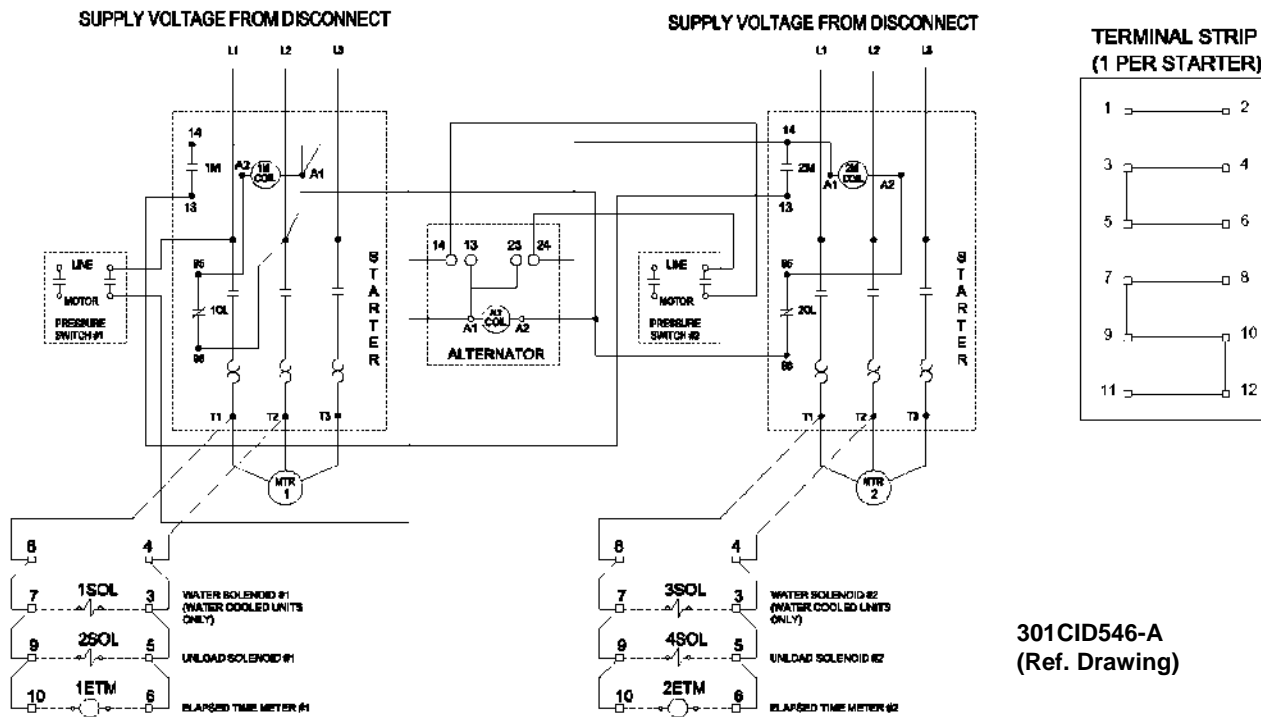 SUPPLY VOLTAGE FROM DISCONNECT
L1 L2 L3
14
1M
13
A2
1M
COIL
A1
95
1OL
96
STARTER
T1 T2 T3
MTR
1
LINE
MOTOR
PRESSURE
SWITCH #1
14 13 23 24
A1
COIL
A2
ALTERNATOR
8 4
7 1SOL 3
WATER SOLENOID #1
(WATER COOLED UNITS
ONLY)
9 2SOL 5
UNLOAD SOLENOID #1
10 1ETM 6
ELAPSED TIME METER #1
SUPPLY VOLTAGE FROM DISCONNECT
L1 L2 L3
14
2M
13
A1
2M
COIL
A2
95
2OL
96
STARTER
T1 T2 T3
MTR
2
LINE
MOTOR
PRESSURE
SWITCH #2
8 4
7 3SOL 3
WATER SOLENOID #2
(WATER COOLED UNITS
ONLY)
9 4SOL 5
UNLOAD SOLENOID #2
10 2ETM 6
ELAPSED TIME METER #2
TERMINAL STRIP
(1 PER STARTER)
1 2
3 4
5 6
7 8
9 10
11 12
301CID546-A
(Ref. Drawing)